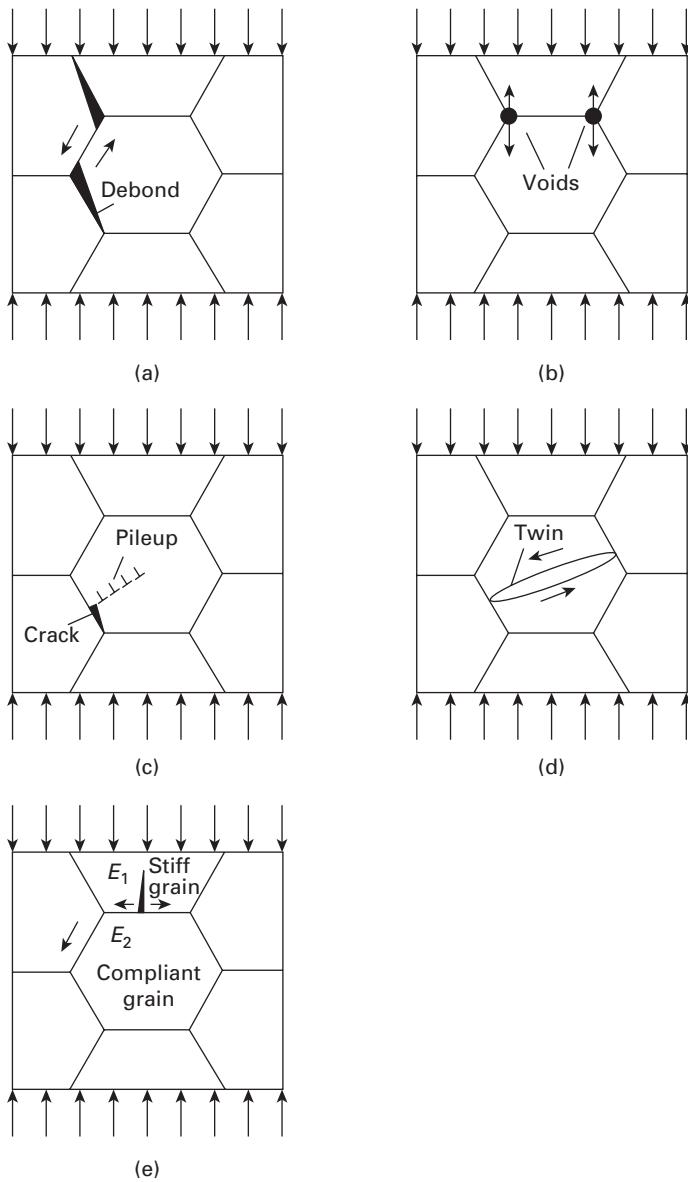 Debond
(a)
Voids
(b)
Pileup
Crack
(c)
Twin
(d)
E1 Stiff
grain
E2
Compliant
grain
(e)